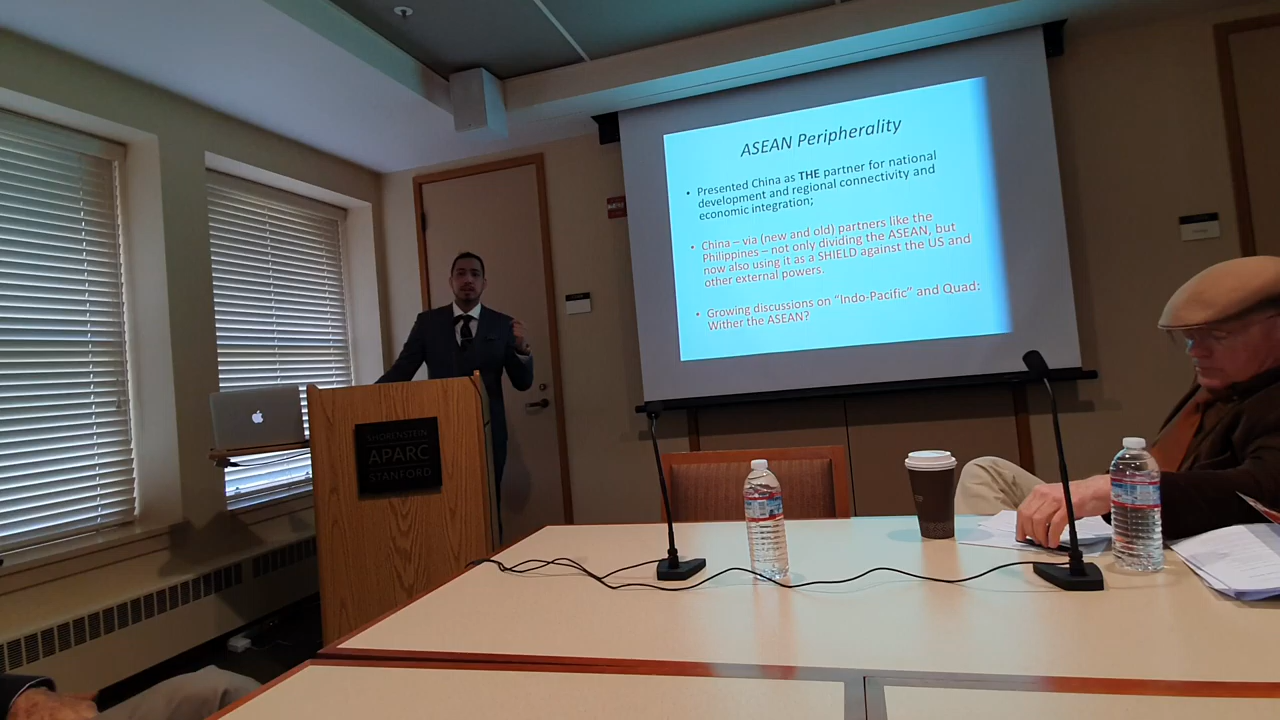 ASEAN Peripherality
• Presented China as THE partner for national
development and regional connectivity and
economic integration;
• China – via (new and old) partners like the
Philippines – not only dividing the ASEAN, but
now also using it as a SHIELD against the US and
other external powers.
• Growing discussions on “Indo-Pacific” and Quad:
Wither the ASEAN?
SHORENSTEIN
APARC
STANFORD